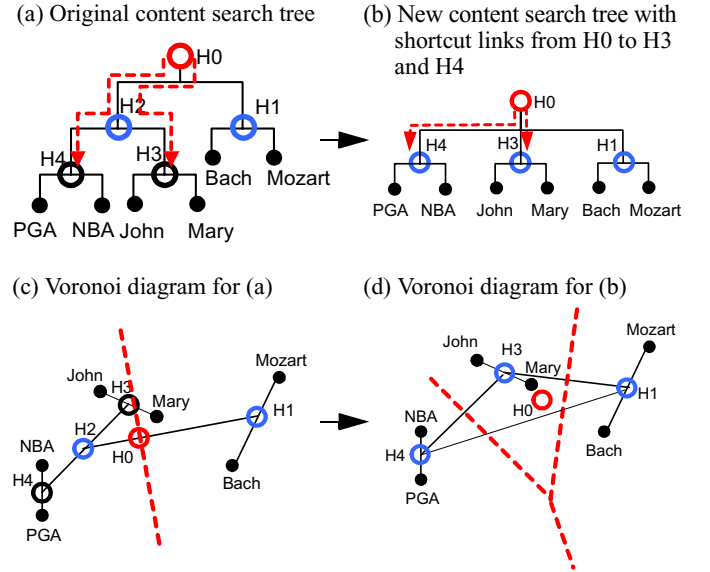 (a) Original content search tree
H0
H2
H1
H4
H3
Bach
Mozart
PGA
NBA
John
Mary
(b) New content search tree with
shortcut links from H0 to H3
and H4
H0
H4
H3
H1
PGA
NBA
John
Mary
Bach
Mozart
(c) Voronoi diagram for (a)
Mozart
John
H3
Mary
H1
H2
H0
NBA
H4
Bach
PGA
(d) Voronoi diagram for (b)
Mozart
John
H3
Mary
H1
H0
NBA
H4
Bach
PGA